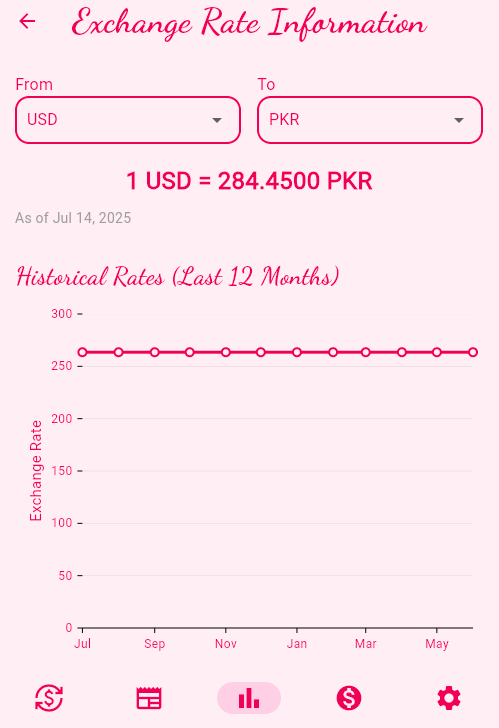 Exchange Rate Information
From
To
USD
PKR
1 USD = 284.4500 PKR
As of Jul 14, 2025
Historical Rates (Last 12 Months)
300
250
200
150
100
50
0
Exchange Rate
Jul Sep Nov Jan Mar May